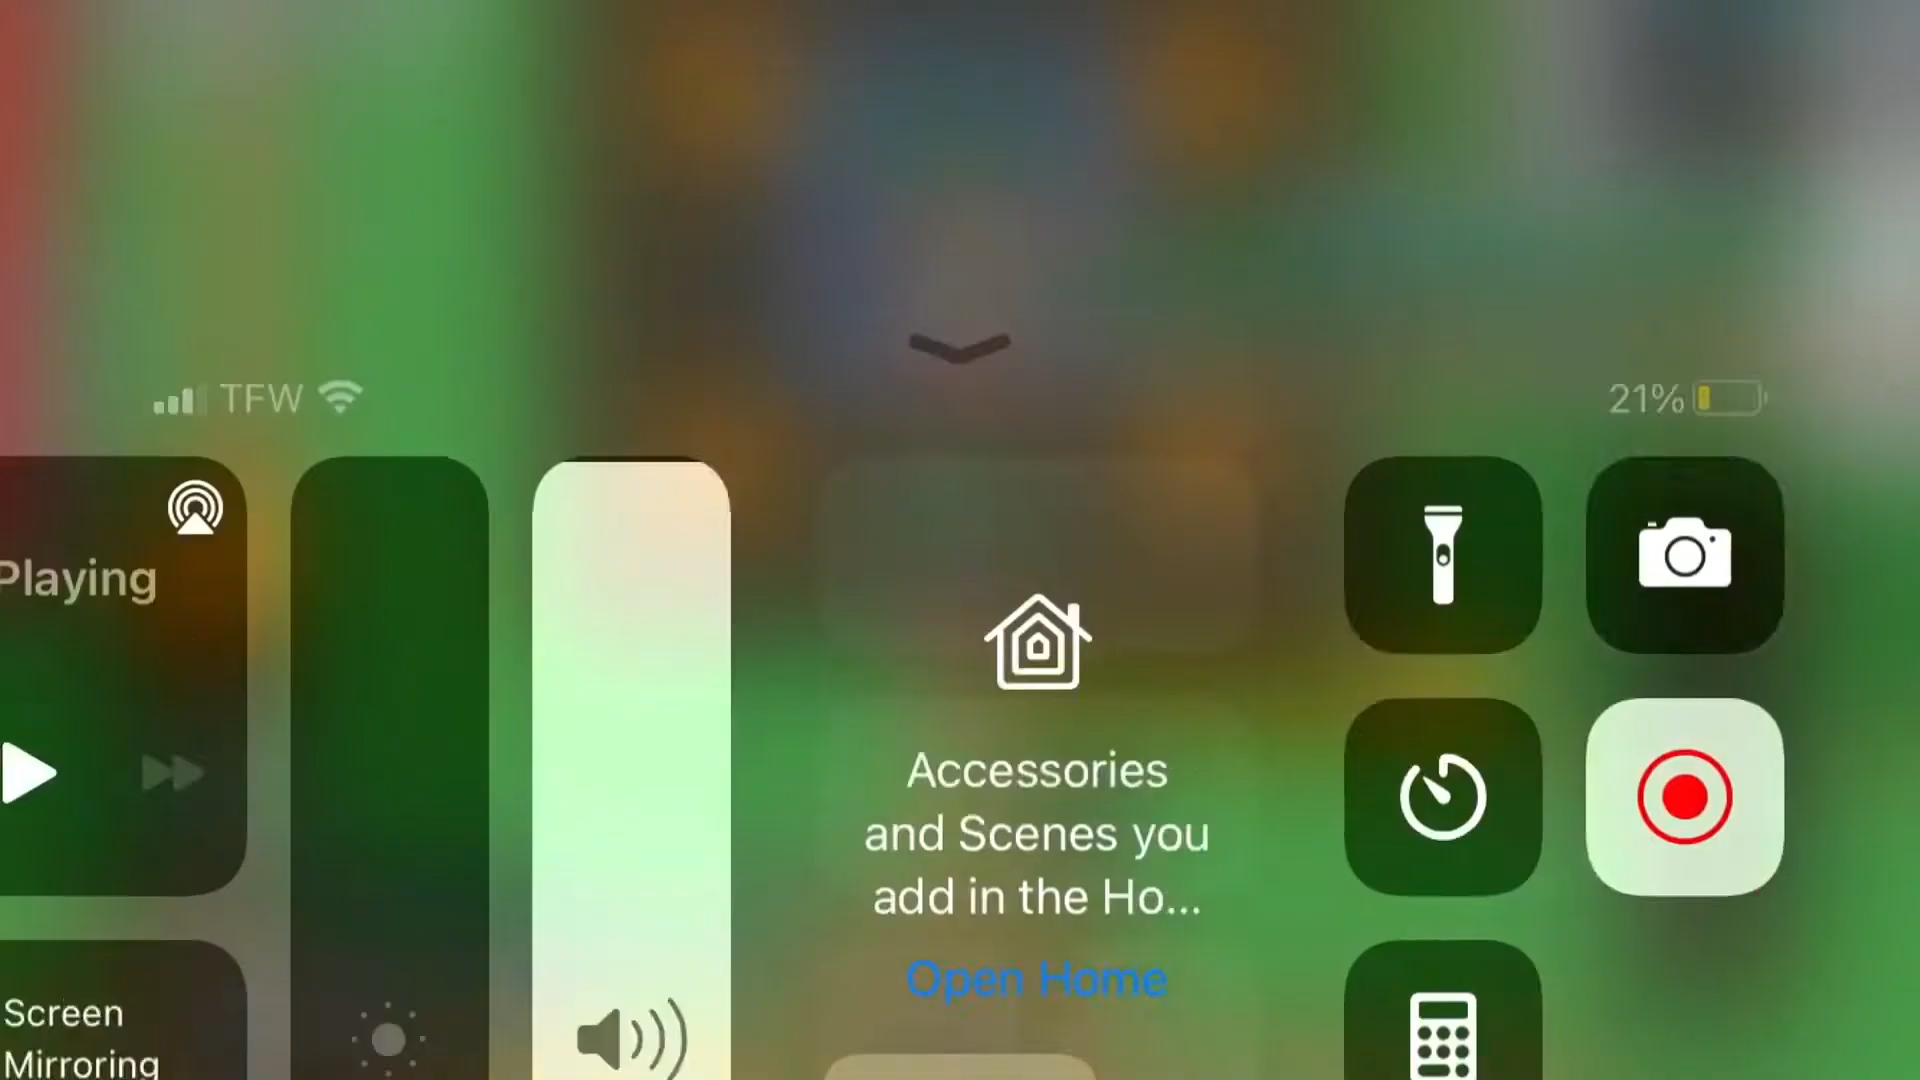 TFW
21%
Playing
Accessories
and Scenes you
add in the Ho...
Open Home
Screen
Mirroring